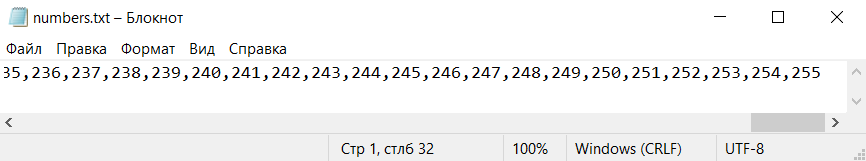 numbers.txt – Блокнот
Файл Правка Формат Вид Справка
35,236,237,238,239,240,241,242,243,244,245,246,247,248,249,250,251,252,253,254,255
Стр 1, стлб 32 100% Windows (CRLF) UTF-8